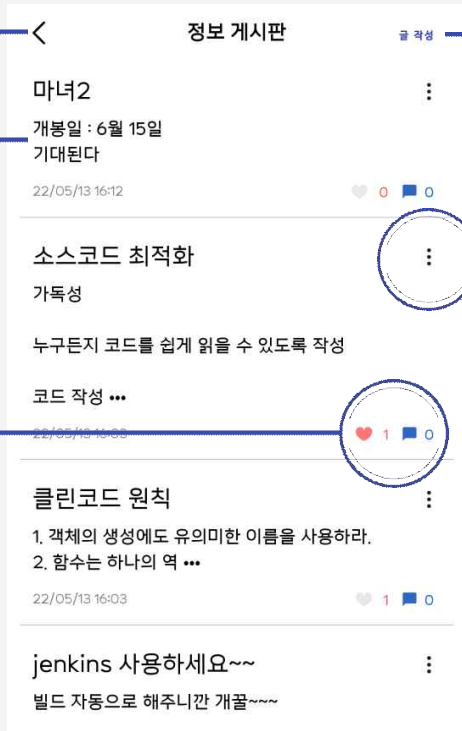 정보 게시판
글 작성
마녀2
개봉일 : 6월 15일
기대된다
22/05/13 16:12
0 0
소스코드 최적화
가독성
누구든지 코드를 쉽게 읽을 수 있도록 작성
코드 작성 •••
1 0
클린코드 원칙
1. 객체의 생성에도 유의미한 이름을 사용하라.
2. 함수는 하나의 역 •••
22/05/13 16:03
1 0
jenkins 사용하세요~~
빌드 자동으로 해주니깐 개꿀~~~